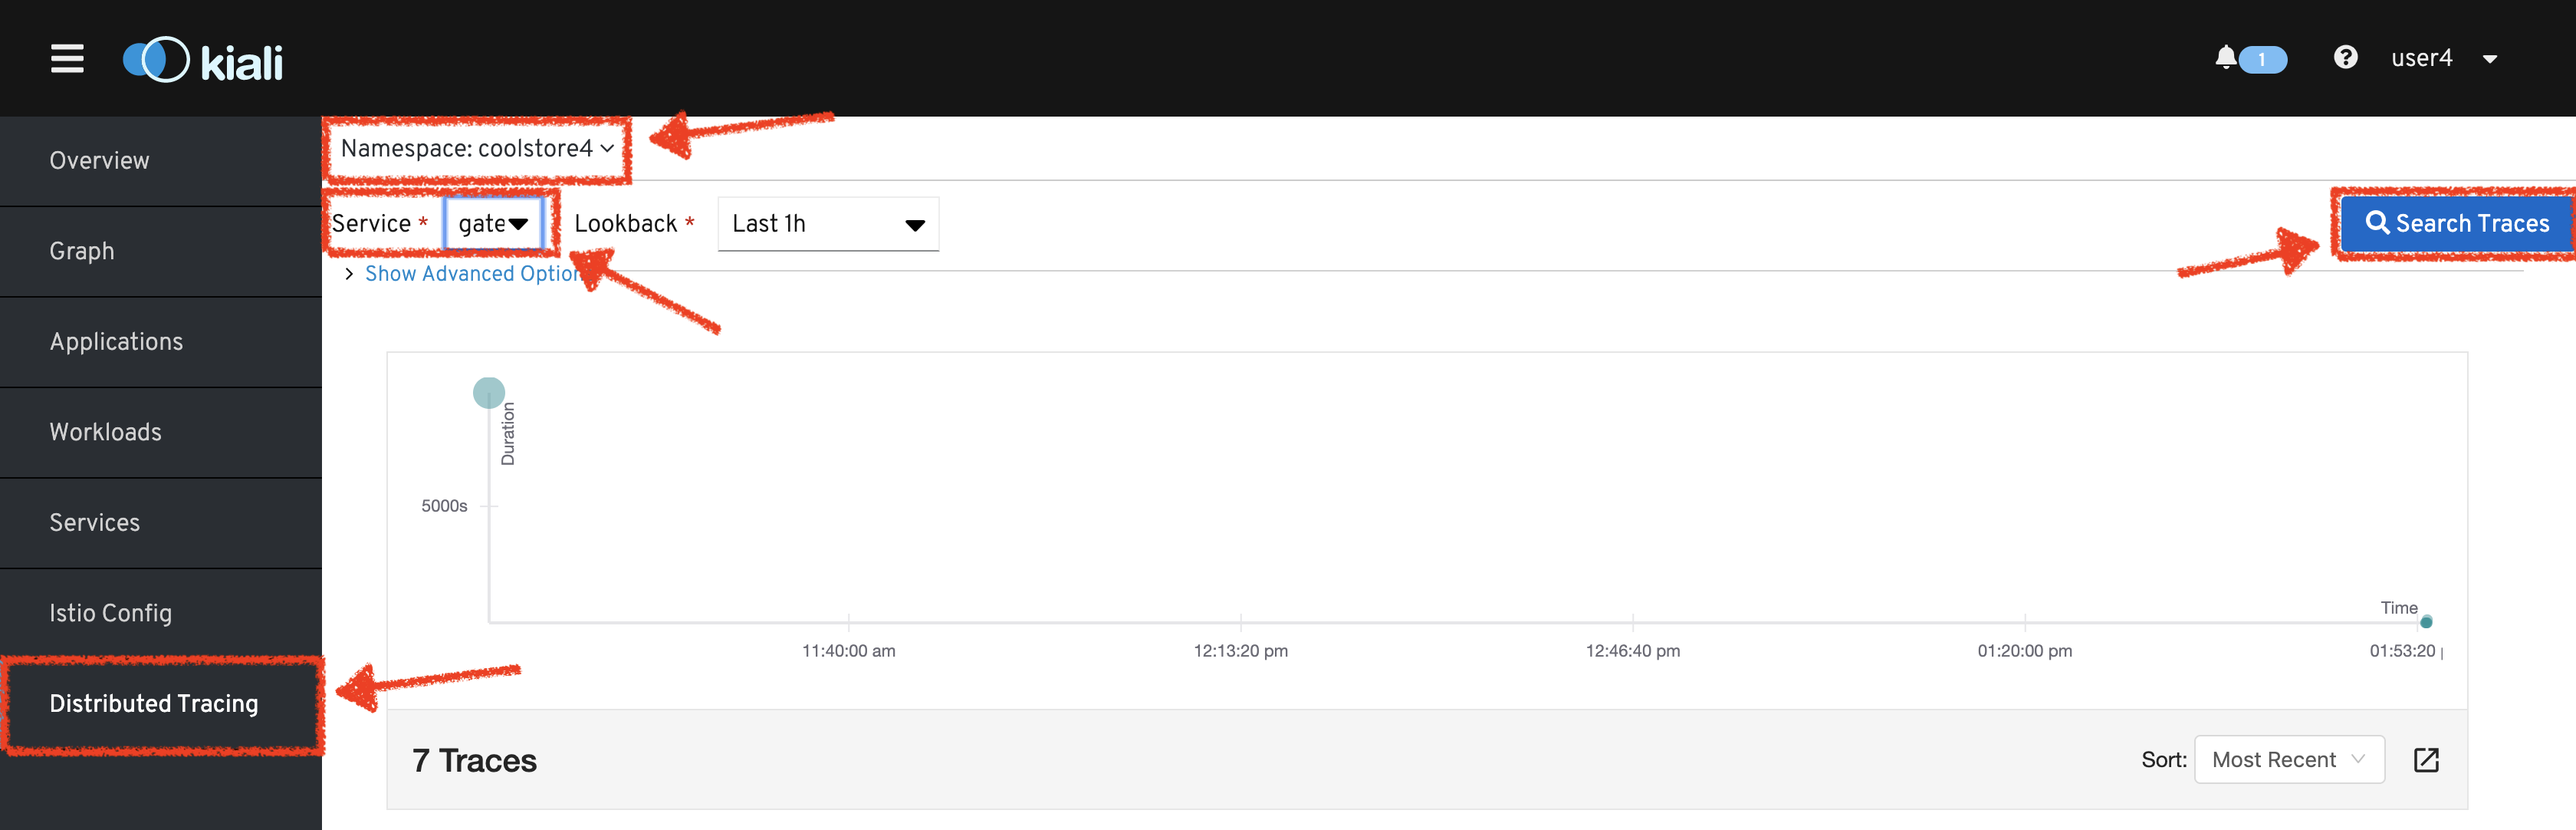 kiali
1
user4
Overview
Graph
Applications
Workloads
Services
Istio Config
Distributed Tracing
Namespace: coolstore4
Service * gate Lookback * Last 1h Search Traces
Show Advanced Option
Duration
5000s
Time
11:40:00 am 12:13:20 pm 12:46:40 pm 01:20:00 pm 01:53:20
7 Traces Sort: Most Recent